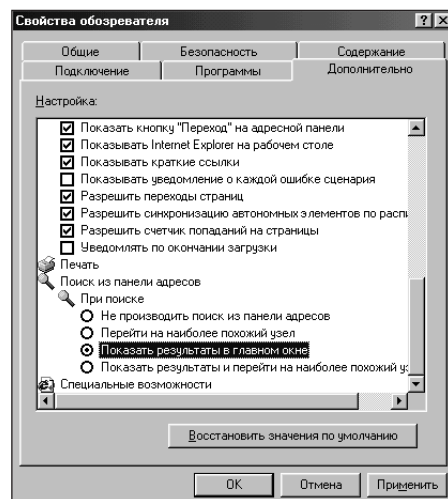 Свойства обозревателя
Общие Безопасность Содержание
Подключение Программы Дополнительно
Настройка:
Показать кнопку "Переход" на адресной панели
Показывать Internet Explorer на рабочем столе
Показывать краткие ссылки
Показывать уведомление о каждой ошибке сценария
Разрешить переходы страниц
Разрешить синхронизацию автономных элементов по распи
Разрешить счетчик попаданий на страницы
Уведомлять по окончании загрузки
Печать
Поиск из панели адресов
При поиске
Не производить поиск из панели адресов
Перейти на наиболее похожий узел
Показать результаты в главном окне
Показать результаты и перейти на наиболее похожий уз
Специальные возможности
Восстановить значения по умолчанию
OK Отмена Применить